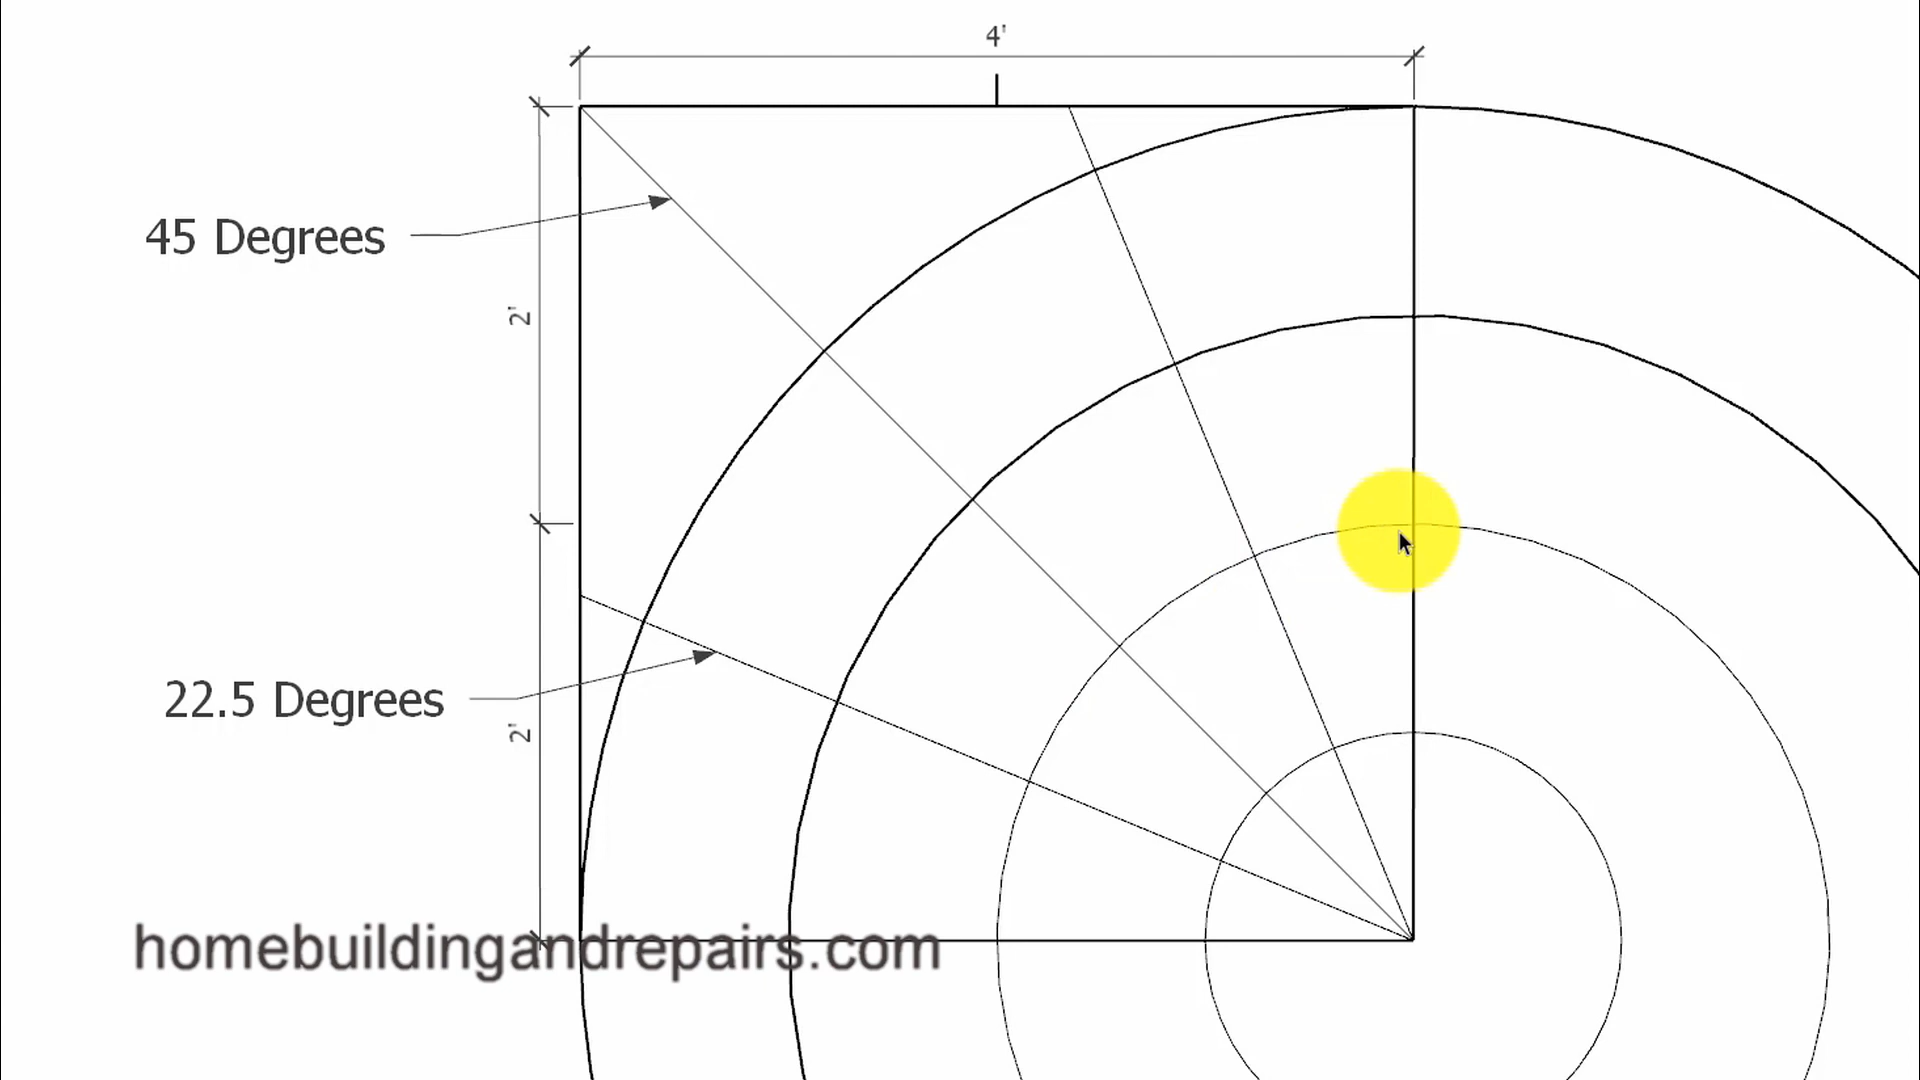 4'
45 Degrees
2'
22.5 Degrees
2'
homebuildingandrepairs.com